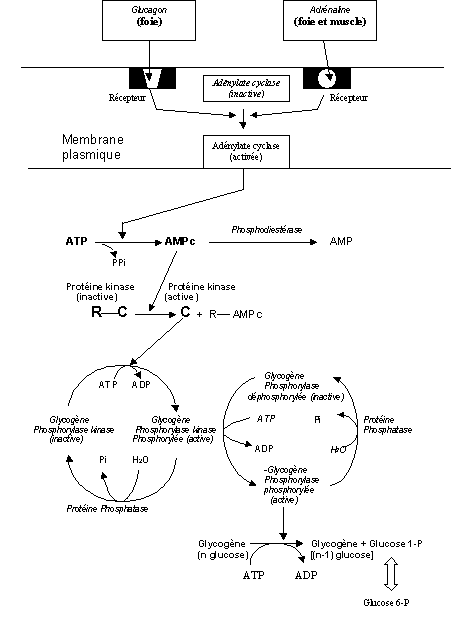 Glucagon
(foie)
Adrénaline
(foie et muscle)
Récepteur
Adénylate cyclase
(inactive)
Récepteur
Membrane
plasmique
Adénylate cyclase
(activée)
ATP
AMPc
Phosphodiestérase
AMP
PPi
Protéine kinase
(inactive)
Protéine kinase
(active)
R—C
C + R—AMPc
ATP
ADP
Glycogène
Phosphorylase kinase
(inactive)
Glycogène
Phosphorylase kinase
Phosphorylée (active)
Pi
H2O
Protéine Phosphatase
Glycogène
Phosphorylase
déphosphorylée (inactive)
ATP
Pi
Protéine
Phosphatase
ADP
H2O
-Glycogène
Phosphorylase
phosphorylée
(active)
Glycogène
(n glucose)
Glycogène + Glucose 1-P
[(n-1) glucose]
ATP
ADP
Glucose 6-P